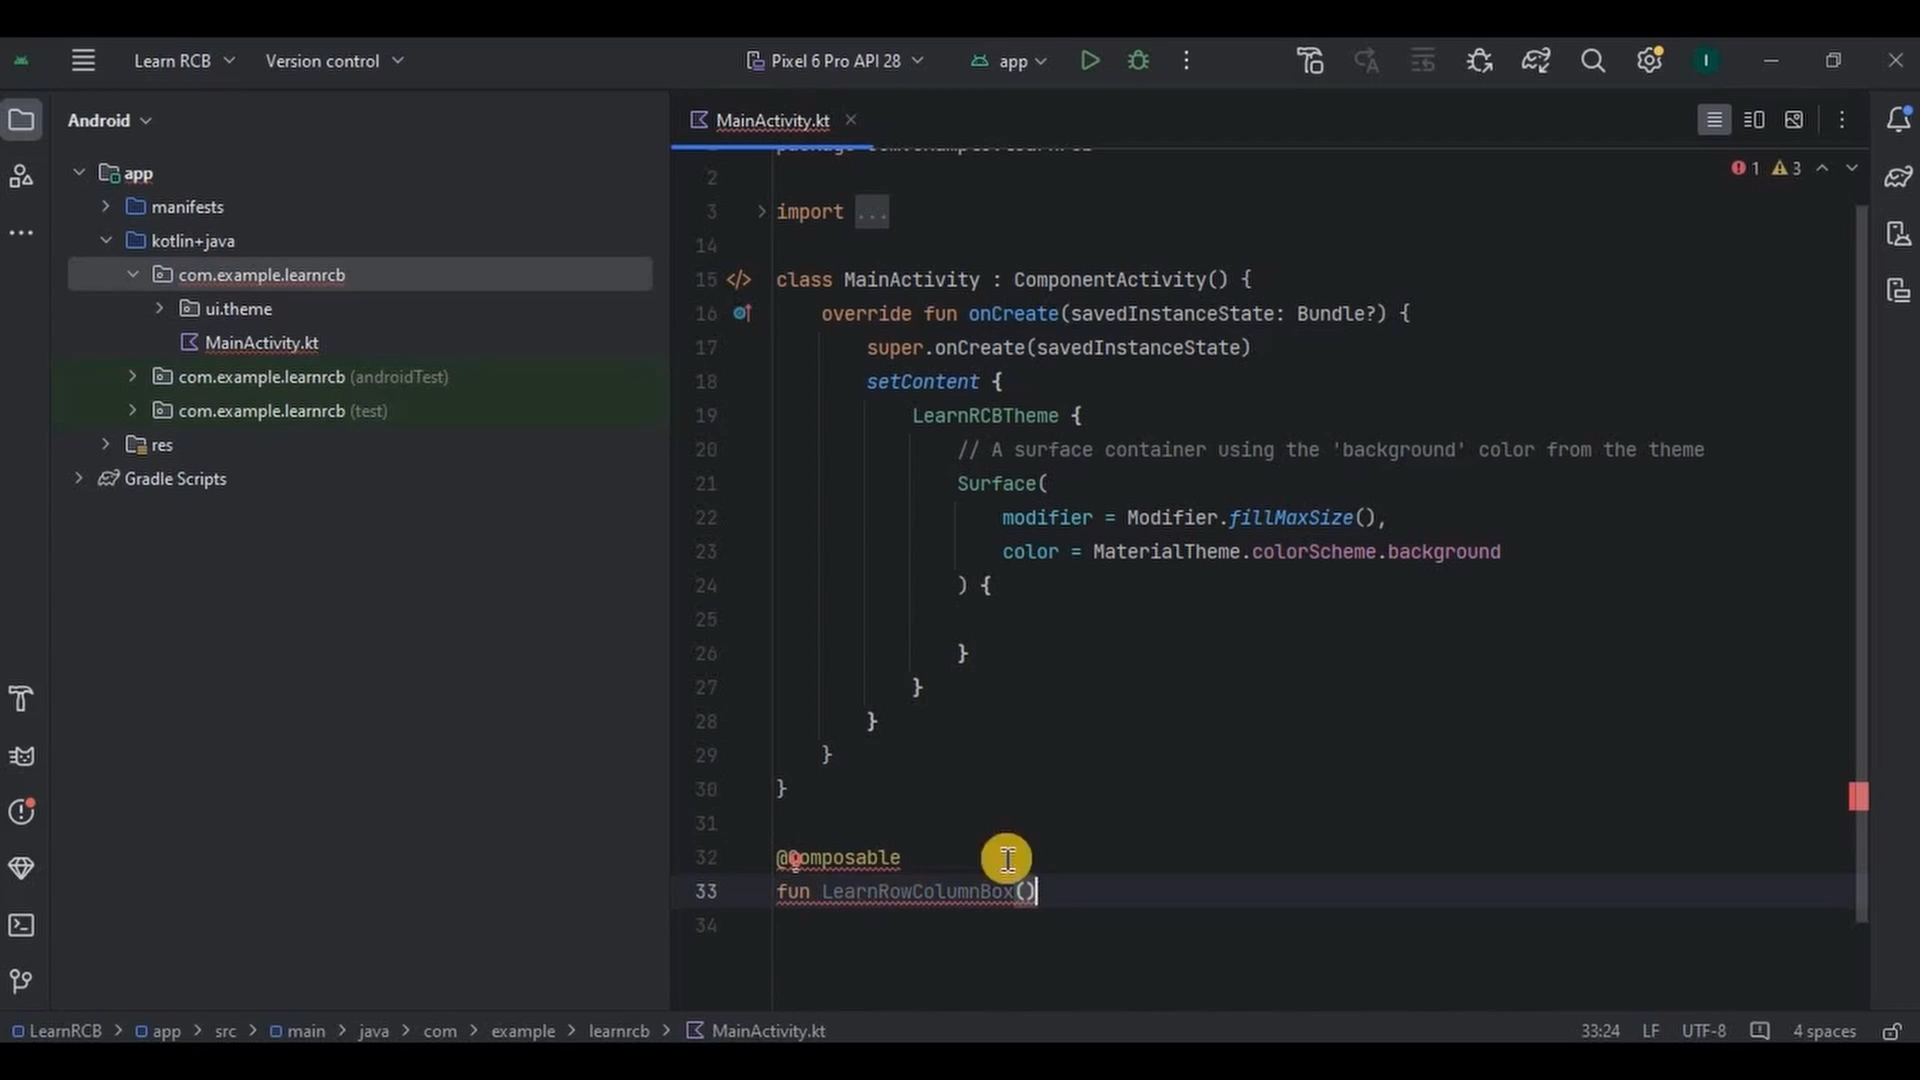 Learn RCB
Version control
Pixel 6 Pro API 28
app
I
Android
MainActivity.kt
1
3
app
manifests
kotlin+java
com.example.learnrcb
ui.theme
MainActivity.kt
com.example.learnrcb (androidTest)
com.example.learnrcb (test)
res
Gradle Scripts
2
3 import ...
14
15 class MainActivity : ComponentActivity() {
16 override fun onCreate(savedInstanceState: Bundle?) {
17 super.onCreate(savedInstanceState)
18 setContent {
19 LearnRCBTheme {
20 // A surface container using the 'background' color from the theme
21 Surface(
22 modifier = Modifier.fillMaxSize(),
23 color = MaterialTheme.colorScheme.background
24 ) {
25
26 }
27 }
28 }
29 }
30 }
31
32 @Composable
33 fun LearnRowColumnBox()
34
LearnRCB > app > src > main > java > com > example > learnrcb > MainActivity.kt
33:24 LF UTF-8 4 spaces